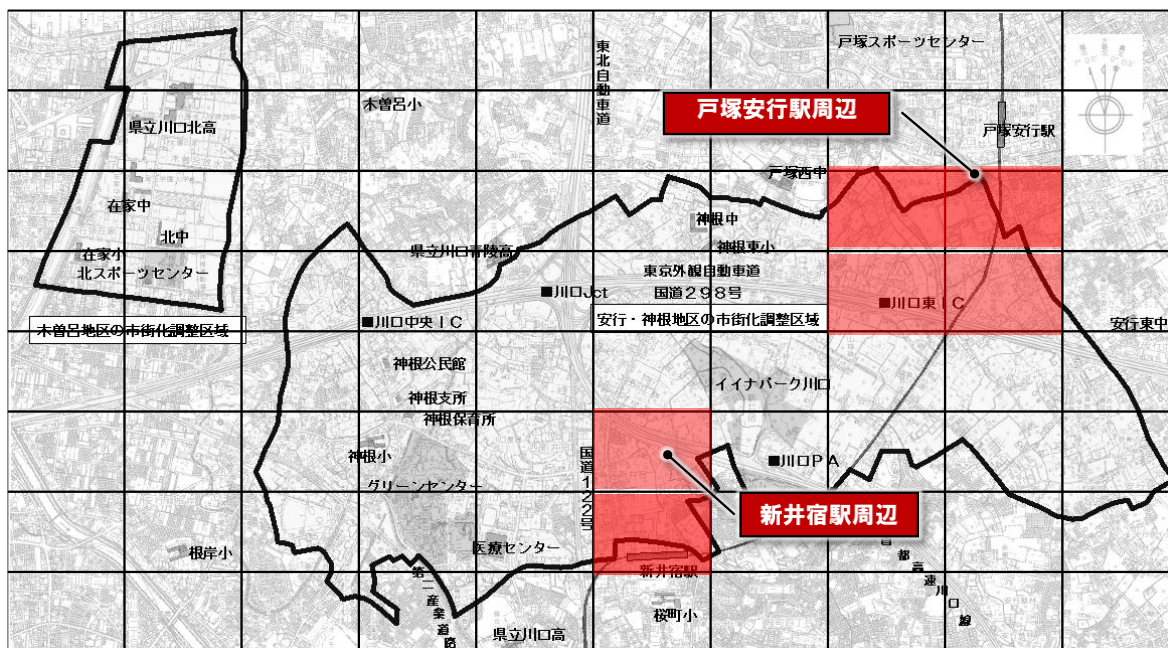 戸塚スポーツセンター
東北自動車道
木曽呂小
戸塚安行駅周辺
県立川口北高
戸塚安行駅
戸塚西中
在家中
神根中
北中
神根東小
県立川口青陵高
在家小
北スポーツセンター
東京外観自動車道
国道298号
■川口Jct
■川口東IC
木曽呂地区の市街化調整区域
■川口中央IC
安行・神根地区の市街化調整区域
安行東中
神根公民館
イイナパーク川口
神根支所
神根保育所
神根小
国道122号
■川口PA
グリーンセンター
新井宿駅周辺
根岸小
医療センター
首都高速川口線
新井宿駅
第二産業道路
桜町小
県立川口高